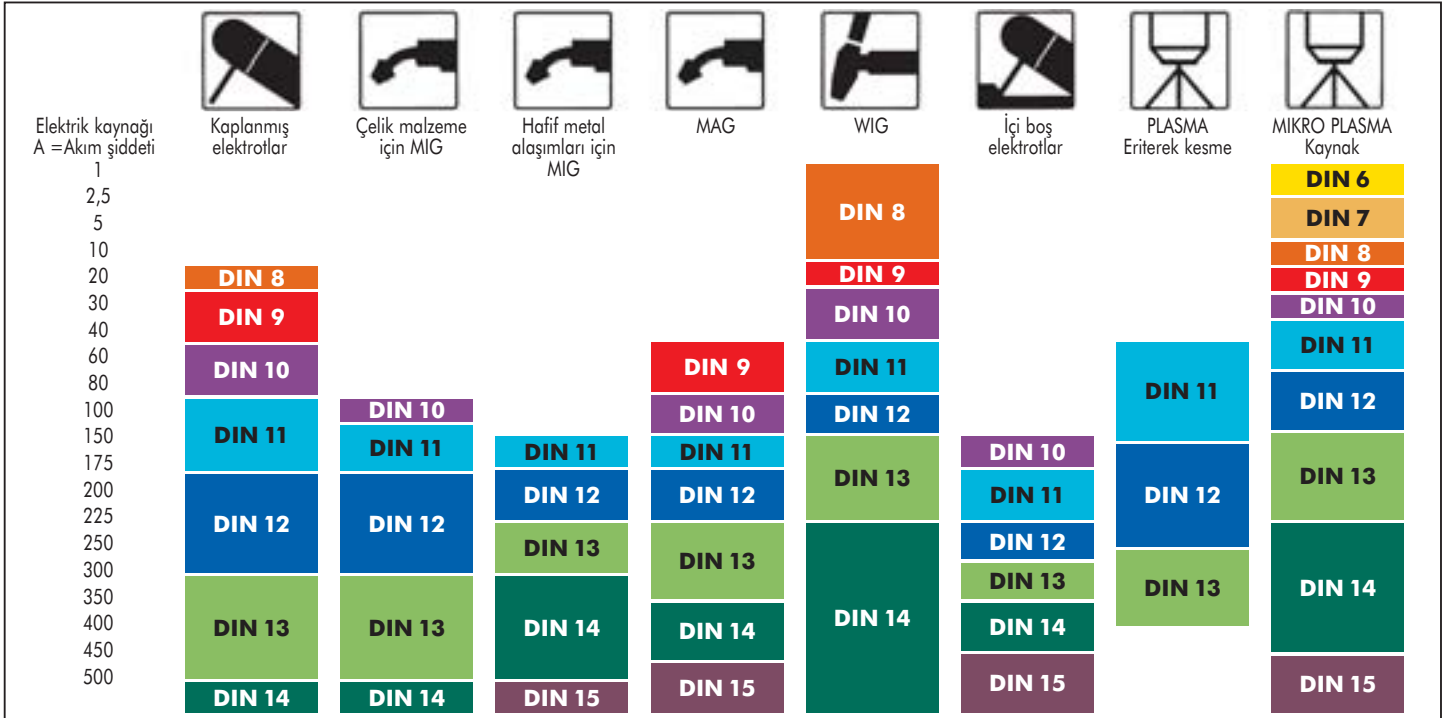 Elektrik kaynağı
A =Akım şiddeti
Kaplanmış
elektrotlar
Çelik malzeme
için MIG
Hafif metal
alaşımları için
MIG
MAG
WIG
İçi boş
elektrotlar
PLASMA
Eriterek kesme
MIKRO PLASMA
Kaynak
1
2,5
5
10
20
30
40
60
80
100
150
175
200
225
250
300
350
400
450
500
DIN 8
DIN 9
DIN 10
DIN 11
DIN 12
DIN 13
DIN 14
DIN 10
DIN 11
DIN 12
DIN 13
DIN 14
DIN 11
DIN 12
DIN 13
DIN 14
DIN 15
DIN 9
DIN 10
DIN 11
DIN 12
DIN 13
DIN 14
DIN 15
DIN 8
DIN 9
DIN 10
DIN 11
DIN 12
DIN 13
DIN 14
DIN 10
DIN 11
DIN 12
DIN 13
DIN 14
DIN 15
DIN 11
DIN 12
DIN 13
DIN 6
DIN 7
DIN 8
DIN 9
DIN 10
DIN 11
DIN 12
DIN 13
DIN 14
DIN 15